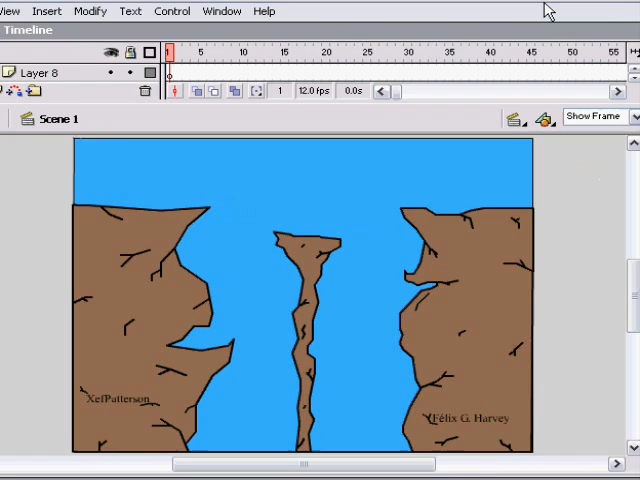 View Insert Modify Text Control Window Help
Timeline
1 5 10 15 20 25 30 35 40 45 50 55
Layer 8
1 12.0 fps 0.0s
Scene 1 Show Frame
XefPatterson
Félix G. Harvey